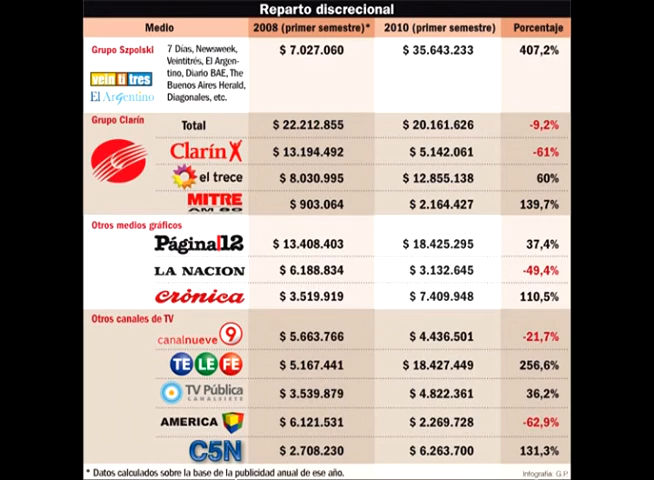 Reparto discrecional
Medio 2008 (primer semestre)* 2010 (primer semestre) Porcentaje
Grupo Szpolski
veintitres
El Argentino
7 Días, Newsweek,
Veintitrés, El Argen-
tino, Diario BAE, The
Buenos Aires Herald,
Diagonales, etc.
$ 7.027.060 $ 35.643.233 407,2%
Grupo Clarín
Total $ 22.212.855 $ 20.161.626 -9,2%
Clarín $ 13.194.492 $ 5.142.061 -61%
el trece $ 8.030.995 $ 12.855.138 60%
MITRE
AM 80
$ 903.064 $ 2.164.427 139,7%
Otros medios gráficos
Página|12 $ 13.408.403 $ 18.425.295 37,4%
LA NACION $ 6.188.834 $ 3.132.645 -49,4%
crónica $ 3.519.919 $ 7.409.948 110,5%
Otros canales de TV
canalnueve 9 $ 5.663.766 $ 4.436.501 -21,7%
TELEFE $ 5.167.441 $ 18.427.449 256,6%
TV Pública
CANALSIETE
$ 3.539.879 $ 4.822.361 36,2%
AMERICA $ 6.121.531 $ 2.269.728 -62,9%
C5N $ 2.708.230 $ 6.263.700 131,3%
* Datos calculados sobre la base de la publicidad anual de ese año.
Infografía: G.P.